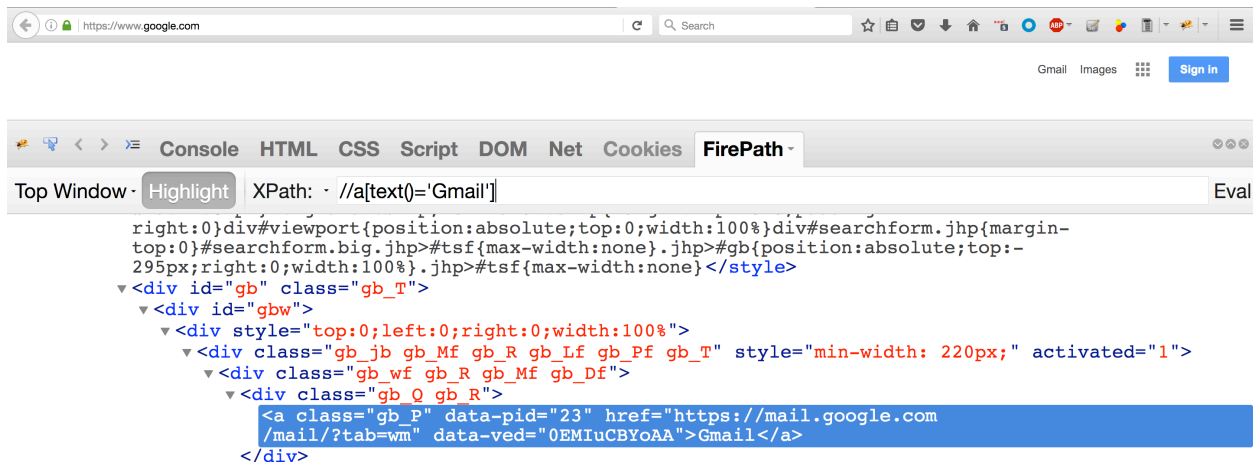 https://www.google.com
Search
ABP
Gmail Images Sign in
Console HTML CSS Script DOM Net Cookies FirePath
Top Window Highlight XPath: //a[text()='Gmail'] Eval
right:0}div#viewport{position:absolute;top:0;width:100%}div#searchform.jhp{margin-
top:0}#searchform.big.jhp>#tsf{max-width:none}.jhp>#gb{position:absolute;top:-
295px;right:0;width:100%}.jhp>#tsf{max-width:none}</style>
<div id="gb" class="gb_T">
<div id="gbw">
<div style="top:0;left:0;right:0;width:100%">
<div class="gb_jb gb_Mf gb_R gb_Lf gb_Pf gb_T" style="min-width: 220px;" activated="1">
<div class="gb_wf gb_R gb_Mf gb_Df">
<div class="gb_Q gb_R">
<a class="gb_P" data-pid="23" href="https://mail.google.com
/mail/?tab=wm" data-ved="0EMIuCBYoAA">Gmail</a>
</div>